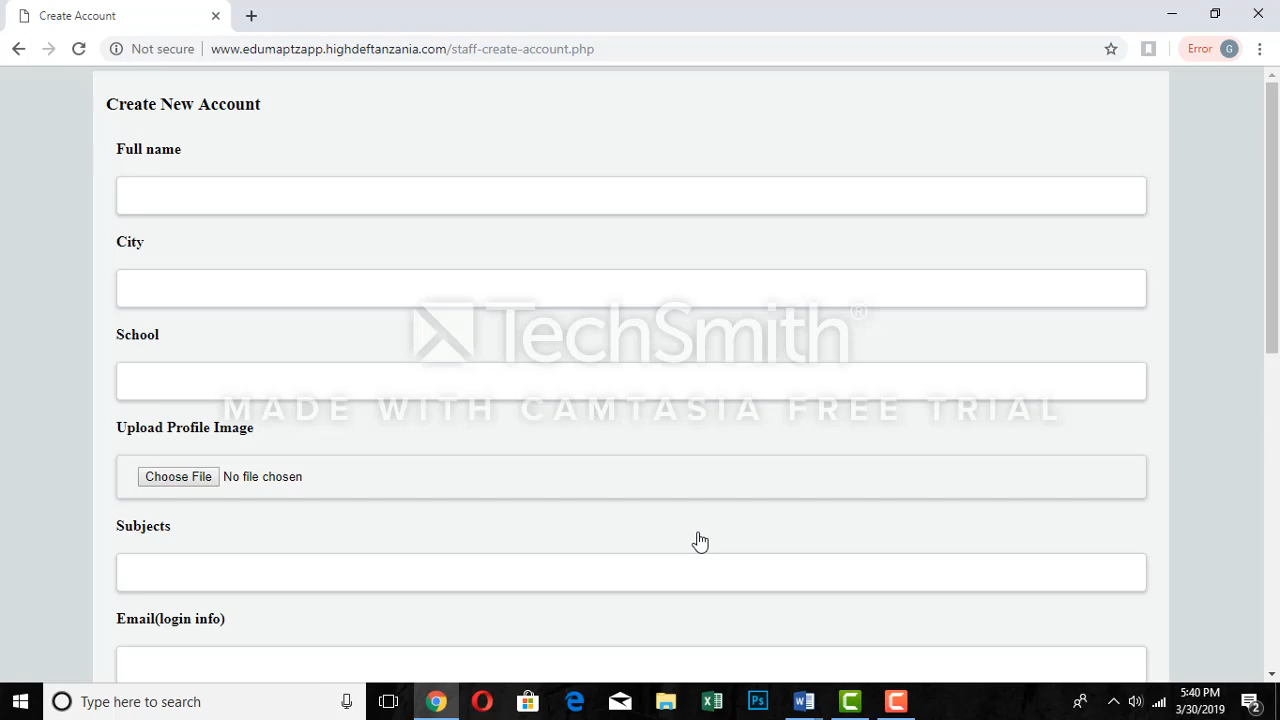 Create Account
Not secure
www.edumaptzapp.highdeftanzania.com/staff-create-account.php
Error
G
Create New Account
Full name
City
School
TechSmith®
MADE WITH CAMTASIA FREE TRIAL
Upload Profile Image
Choose File No file chosen
Subjects
Email(login info)
Type here to search
5:40 PM
3/30/2019
2